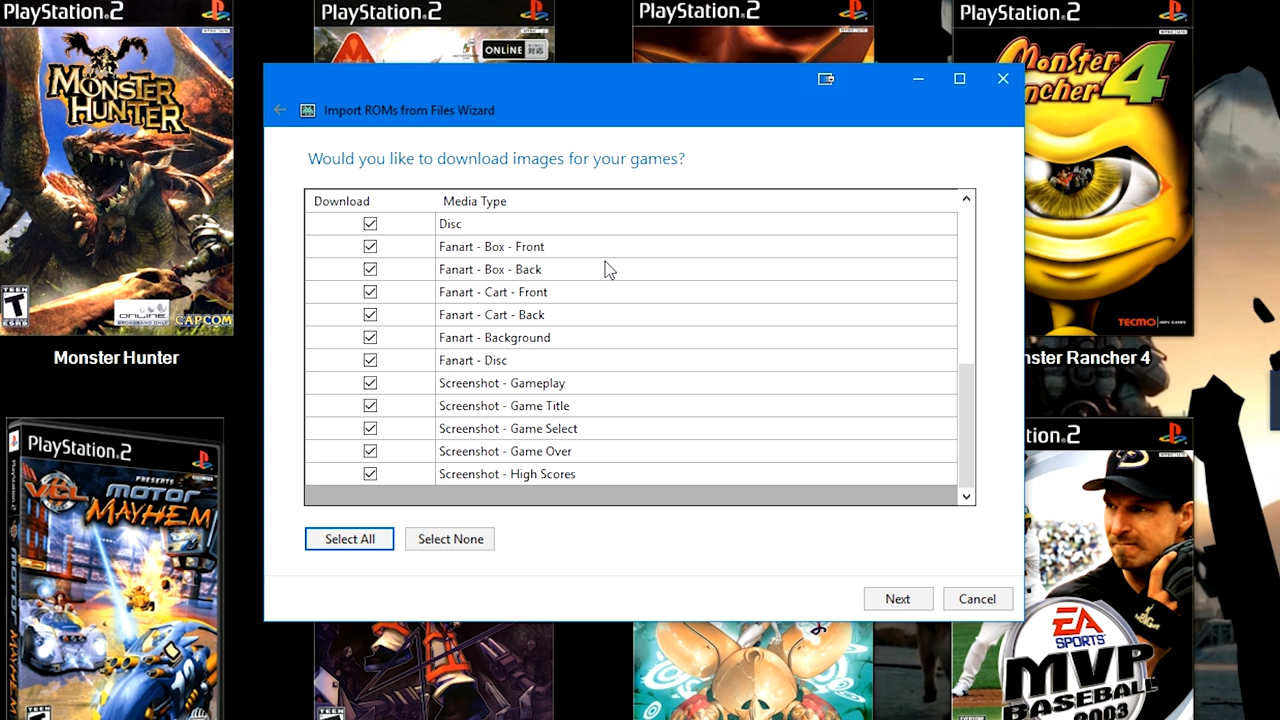 PlayStation.2
PlayStation.2
PlayStation.2
PlayStation.2
MONSTER HUNTER
TEEN
ONLINE
CAPCOM
Monster Hunter
ONLINE
Monster Rancher 4
TECMO
nster Rancher 4
Import ROMs from Files Wizard
Would you like to download images for your games?
Download
Media Type
Disc
Fanart - Box - Front
Fanart - Box - Back
Fanart - Cart - Front
Fanart - Cart - Back
Fanart - Background
Fanart - Disc
Screenshot - Gameplay
Screenshot - Game Title
Screenshot - Game Select
Screenshot - Game Over
Screenshot - High Scores
Select All
Select None
Next
Cancel
PlayStation.2
PRESENTS
MOTOR
MAYHEM
MOTOR MAYHEM
tion.2
EA
SPORTS
MVP
BASEBALL
2003